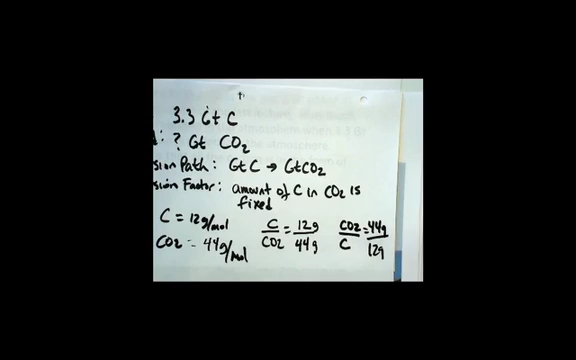 3.3 Gt C
: ? Gt CO2
sion Path: Gt C → Gt CO2
sion Factor: amount of C in CO2 is
fixed
C = 12g/mol
CO2 = 44g/mol
C/CO2 = 12g/44g
CO2/C = 44g/12g